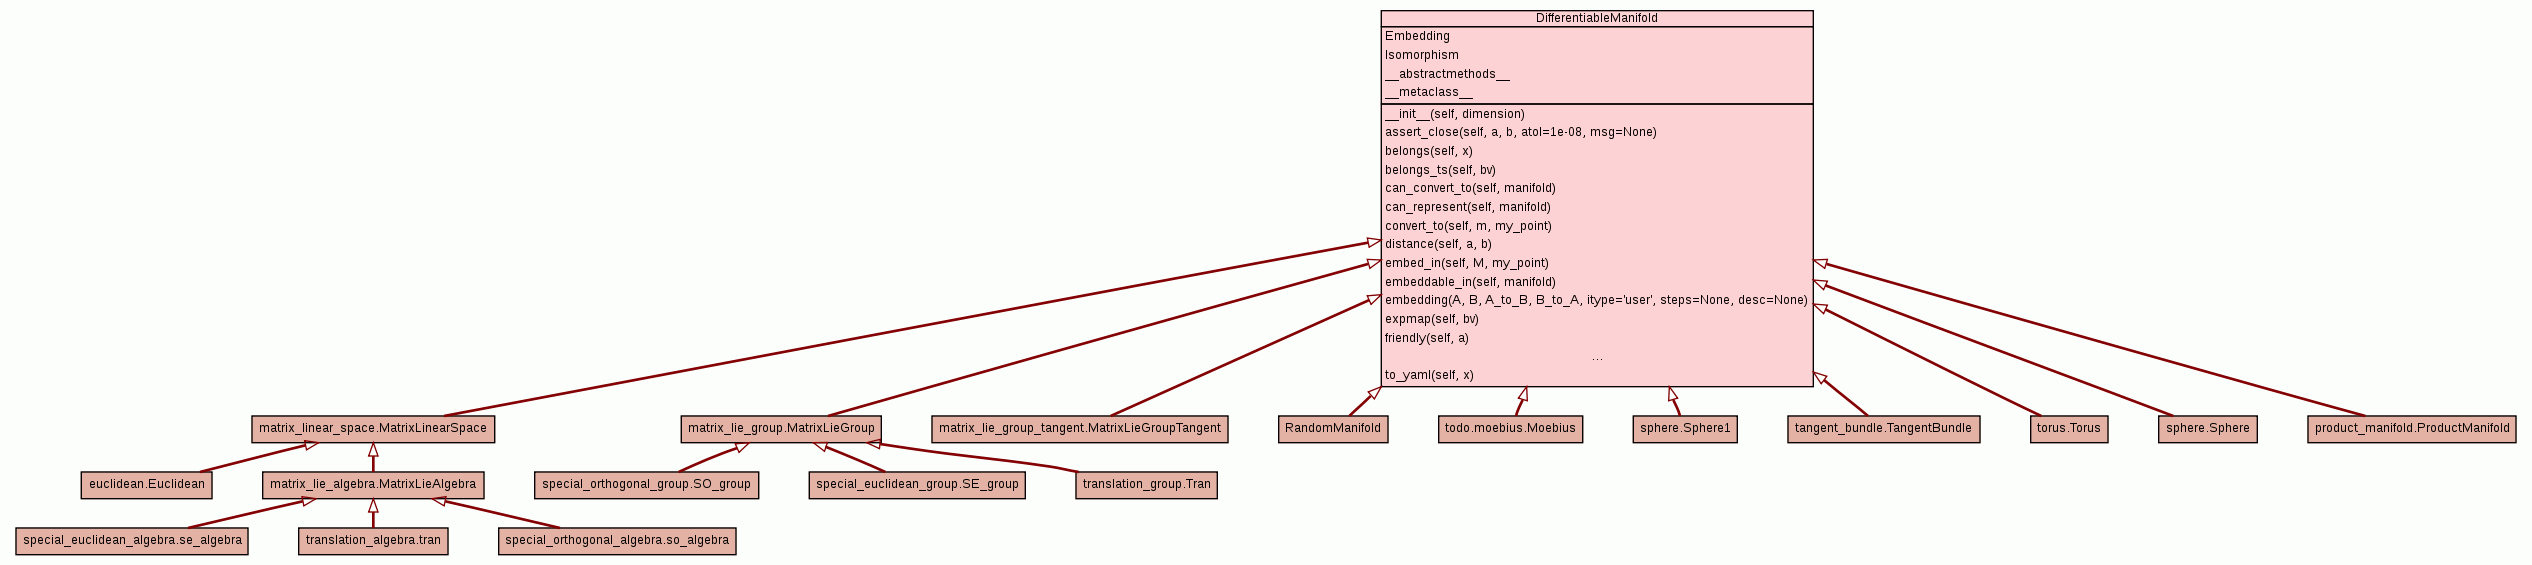 DifferentiableManifold
Embedding
Isomorphism
__abstractmethods__
__metaclass__
__init__(self, dimension)
assert_close(self, a, b, atol=1e-08, msg=None)
belongs(self, x)
belongs_ts(self, bv)
can_convert_to(self, manifold)
can_represent(self, manifold)
convert_to(self, m, my_point)
distance(self, a, b)
embed_in(self, M, my_point)
embeddable_in(self, manifold)
embedding(A, B, A_to_B, B_to_A, itype='user', steps=None, desc=None)
expmap(self, bv)
friendly(self, a)
...
to_yaml(self, x)
matrix_linear_space.MatrixLinearSpace
matrix_lie_group.MatrixLieGroup
matrix_lie_group_tangent.MatrixLieGroupTangent
RandomManifold
todo.moebius.Moebius
sphere.Sphere1
tangent_bundle.TangentBundle
torus.Torus
sphere.Sphere
product_manifold.ProductManifold
euclidean.Euclidean
matrix_lie_algebra.MatrixLieAlgebra
special_orthogonal_group.SO_group
special_euclidean_group.SE_group
translation_group.Tran
special_euclidean_algebra.se_algebra
translation_algebra.tran
special_orthogonal_algebra.so_algebra